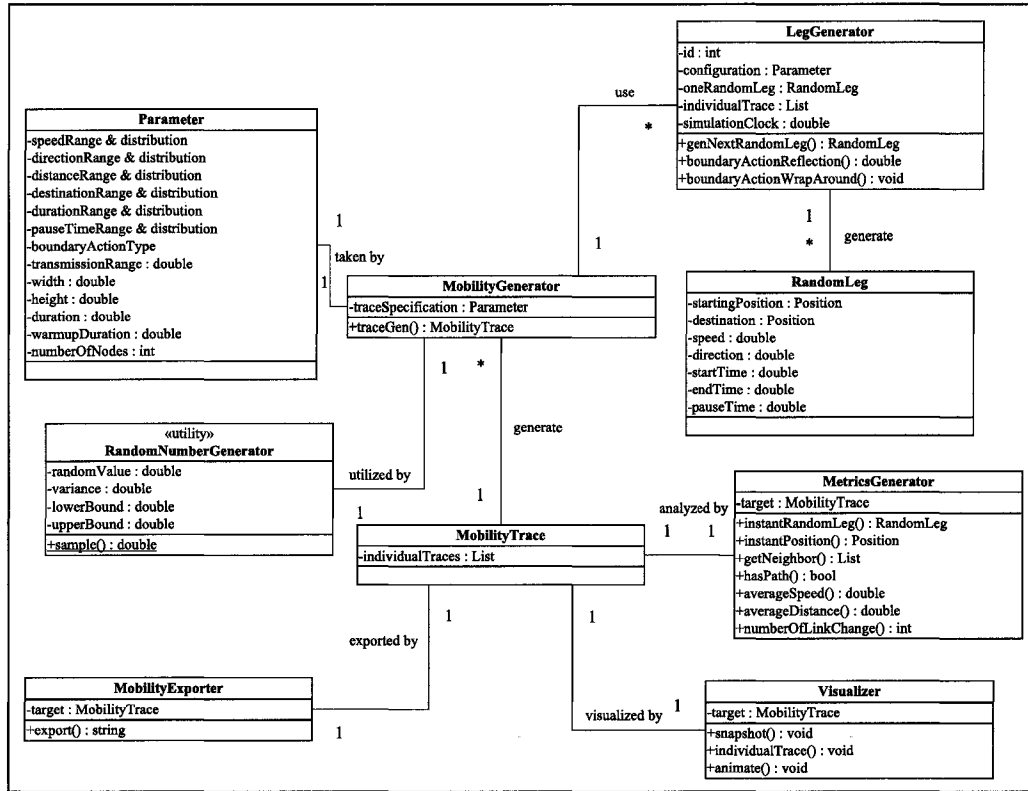 LegGenerator
-id : int
-configuration : Parameter
-oneRandomLeg : RandomLeg
-individualTrace : List
-simulationClock : double
+genNextRandomLeg() : RandomLeg
+boundaryActionReflection() : double
+boundaryActionWrapAround() : void
use
*
1
Parameter
-speedRange & distribution
-directionRange & distribution
-distanceRange & distribution
-destinationRange & distribution
-durationRange & distribution
-pauseTimeRange & distribution
-boundaryActionType
-transmissionRange : double
-width : double
-height : double
-duration : double
-warmupDuration : double
-numberOfNodes : int
1
taken by
1
1
*
generate
MobilityGenerator
-traceSpecification : Parameter
+traceGen() : MobilityTrace
RandomLeg
-startingPosition : Position
-destination : Position
-speed : double
-direction : double
-startTime : double
-endTime : double
-pauseTime : double
1
*
generate
1
«utility»
RandomNumberGenerator
-randomValue : double
-variance : double
-lowerBound : double
-upperBound : double
+sample() : double
utilized by
1
MobilityTrace
-individualTraces : List
analyzed by
1
1
MetricsGenerator
-target : MobilityTrace
+instantRandomLeg() : RandomLeg
+instantPosition() : Position
+getNeighbor() : List
+hasPath() : bool
+averageSpeed() : double
+averageDistance() : double
+numberOfLinkChange() : int
1
exported by
1
MobilityExporter
-target : MobilityTrace
+export() : string
1
visualized by
1
Visualizer
-target : MobilityTrace
+snapshot() : void
+individualTrace() : void
+animate() : void